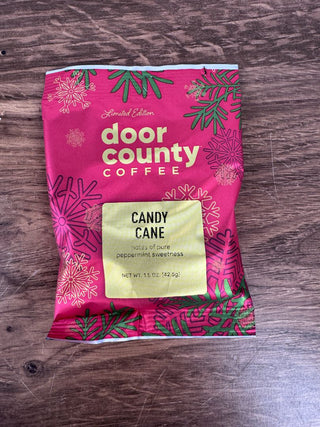 Limited Edition
door
county
COFFEE
CANDY
CANE
notes of pure
peppermint sweetness
NET WT. 1.5 OZ. (42.5g)